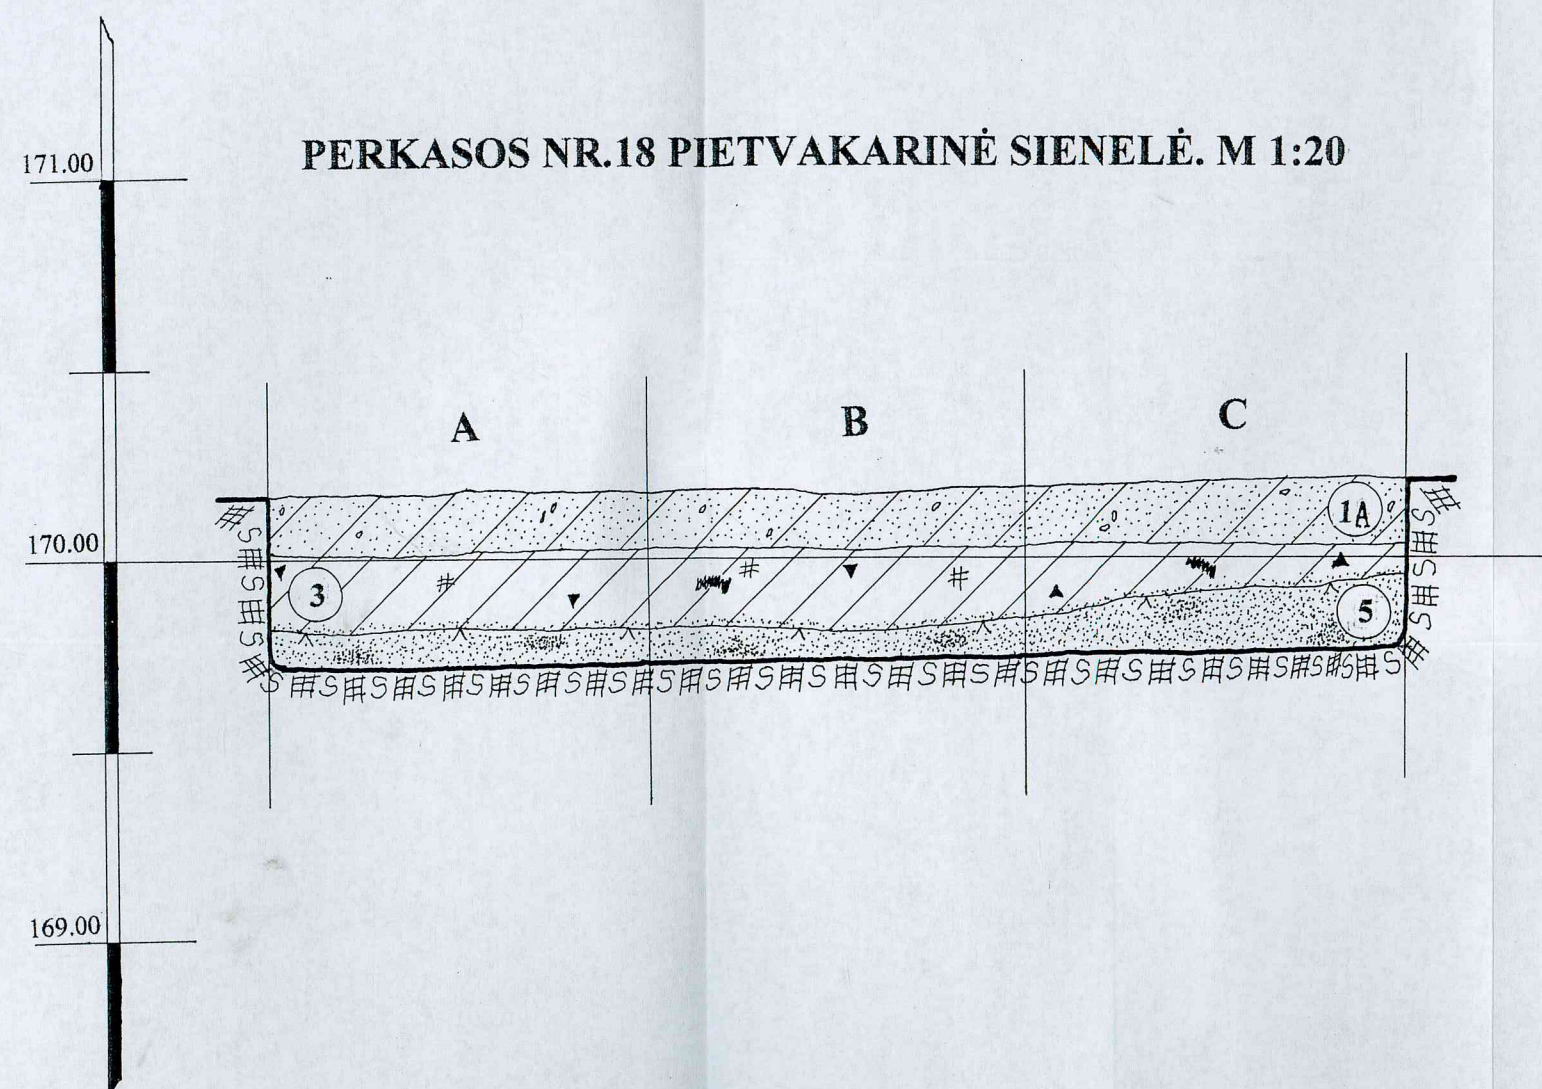 PERKASOS NR.18 PIETVAKARINĖ SIENELĖ. M 1:20
171.00
A B C
1A
170.00
3
5
169.00